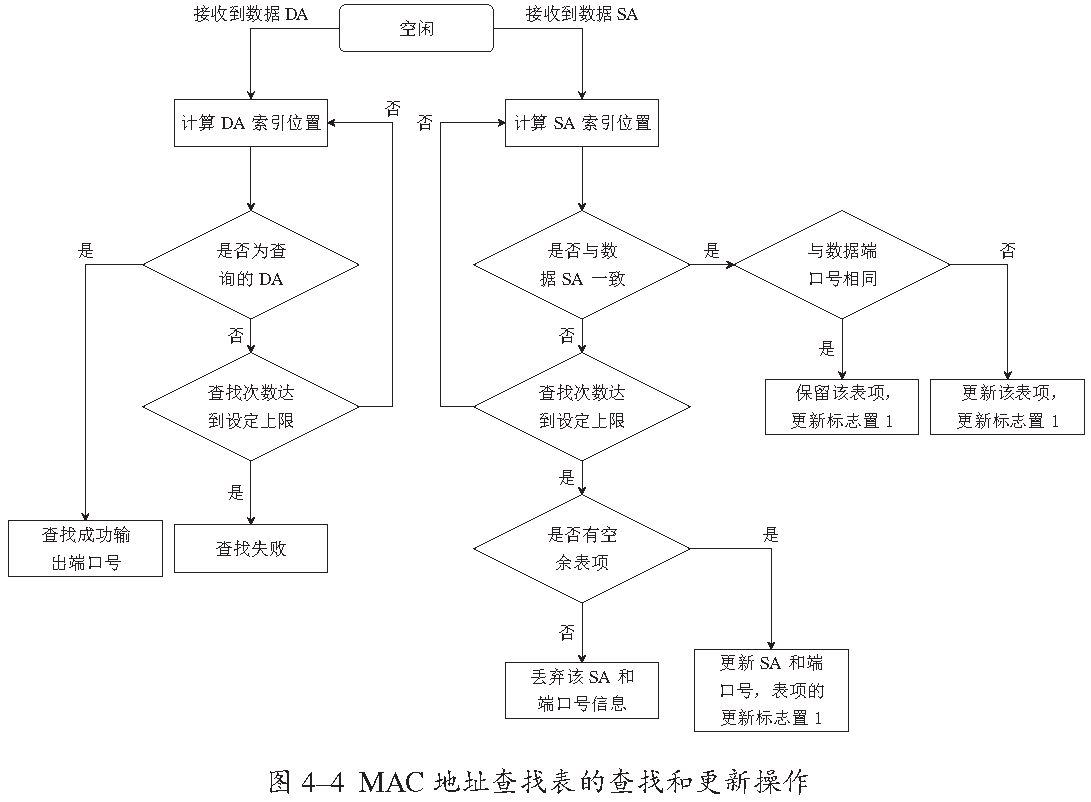 接收到数据 DA
空闲
接收到数据 SA
计算 DA 索引位置
否
否
计算 SA 索引位置
是
是否为查
询的 DA
是否与数
据 SA 一致
是
与数据端
口号相同
否
否
否
是
查找次数达
到设定上限
查找次数达
到设定上限
保留该表项，
更新标志置 1
更新该表项，
更新标志置 1
是
是
查找成功输
出端口号
查找失败
是否有空
余表项
是
否
丢弃该 SA 和
端口号信息
更新 SA 和端
口号，表项的
更新标志置 1
图 4–4 MAC 地址查找表的查找和更新操作